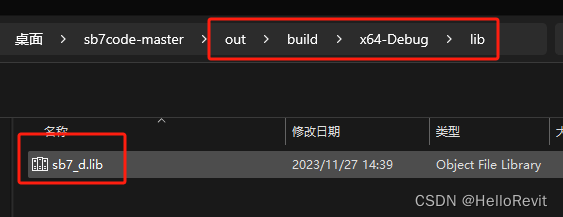 桌面 > sb7code-master > out > build > x64-Debug > lib
名称 修改日期 类型
sb7_d.lib 2023/11/27 14:39 Object File Library
CSDN @HelloRevit